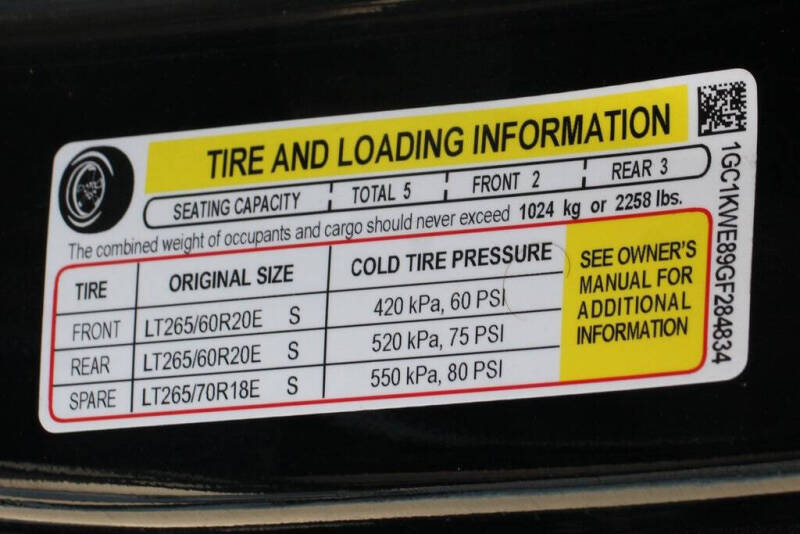 TIRE AND LOADING INFORMATION
SEATING CAPACITY TOTAL 5 FRONT 2 REAR 3
The combined weight of occupants and cargo should never exceed 1024 kg or 2258 lbs.
TIRE ORIGINAL SIZE COLD TIRE PRESSURE
FRONT LT265/60R20E S 420 kPa, 60 PSI
REAR LT265/60R20E S 520 kPa, 75 PSI
SPARE LT265/70R18E S 550 kPa, 80 PSI
SEE OWNER'S
MANUAL FOR
ADDITIONAL
INFORMATION
1GC1KWE89GF284834